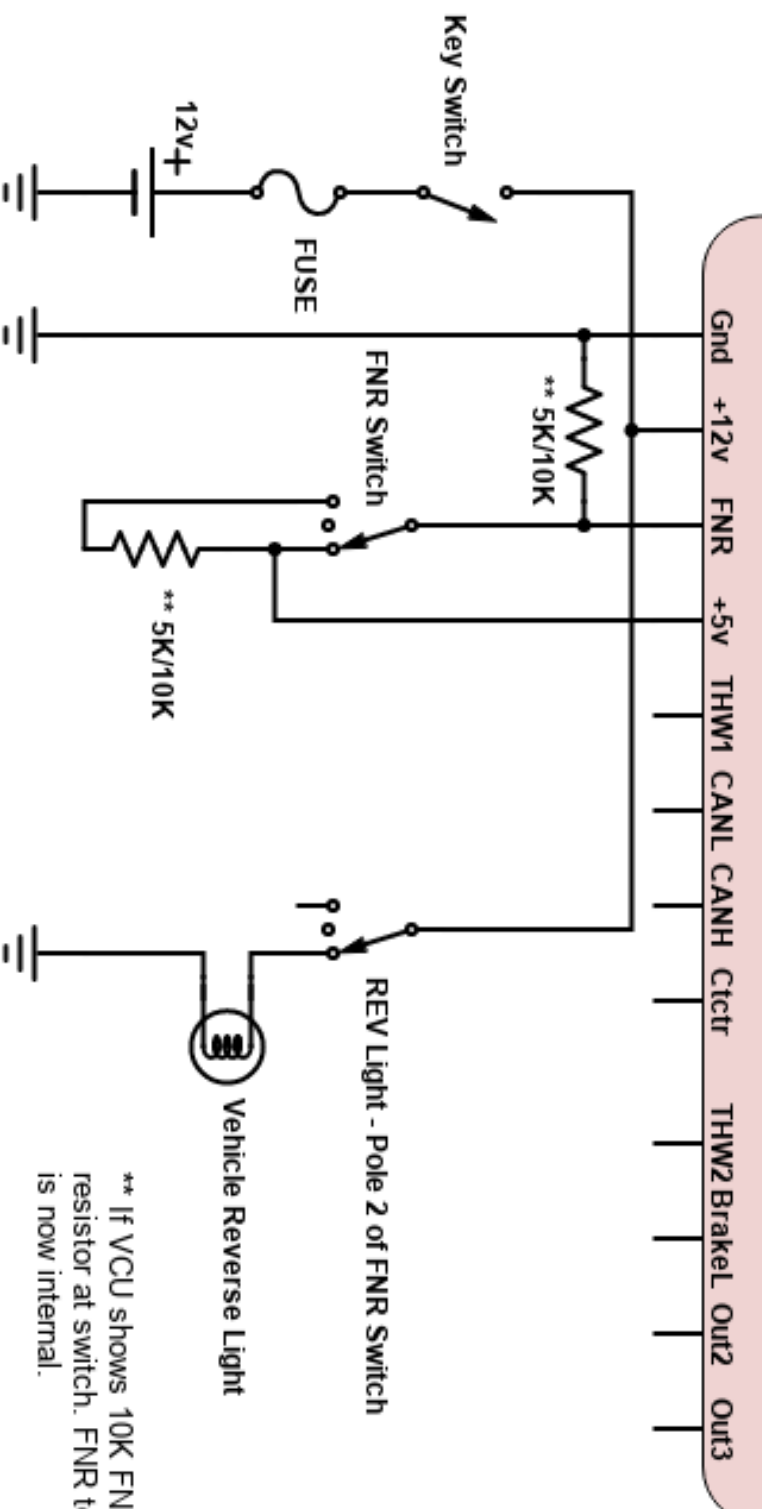 Key Switch
12v+
FUSE
FNR Switch
** 5K/10K
** 5K/10K
Gnd
+12v
FNR
+5v
THW1
CANL
CANH
Ctctr
THW2
BrakeL
Out2
Out3
REV Light - Pole 2 of FNR Switch
Vehicle Reverse Light
** If VCU shows 10K
resistor at switch. FNR
is now internal.